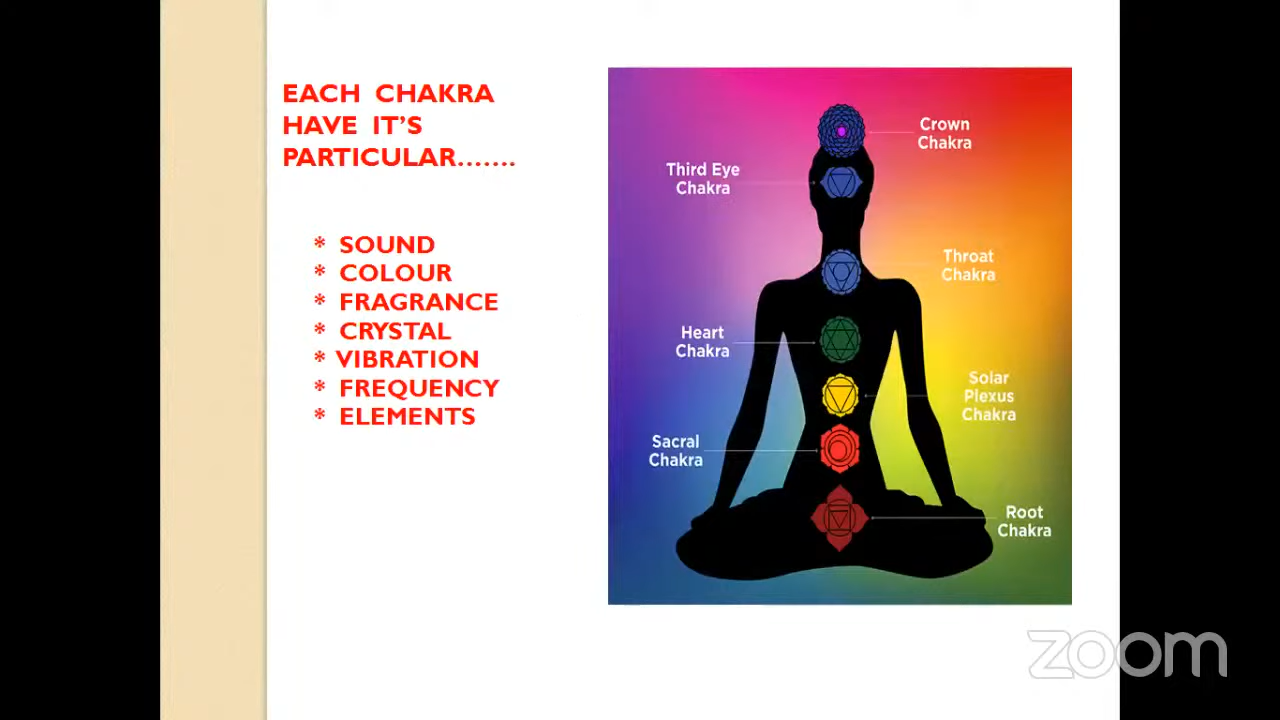 EACH CHAKRA
HAVE IT'S
PARTICULAR.......
* SOUND
* COLOUR
* FRAGRANCE
* CRYSTAL
* VIBRATION
* FREQUENCY
* ELEMENTS
Crown
Chakra
Third Eye
Chakra
Throat
Chakra
Heart
Chakra
Solar
Plexus
Chakra
Sacral
Chakra
Root
Chakra
zoom